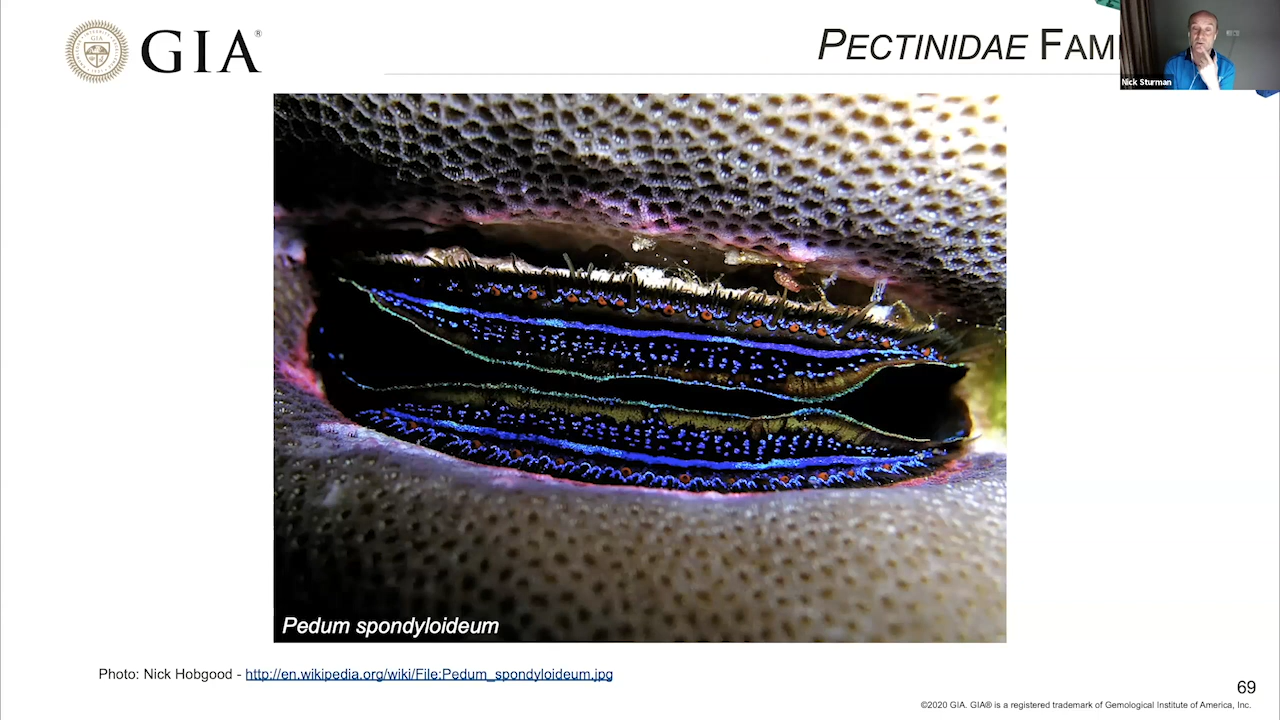 GIA®
PECTINIDAE
Nick Sturman
Pedum spondyloideum
Photo: Nick Hobgood - http://en.wikipedia.org/wiki/File:Pedum_spondyloideum.jpg
69
©2020 GIA. GIA® is a registered trademark of Gemological Institute of America, Inc.